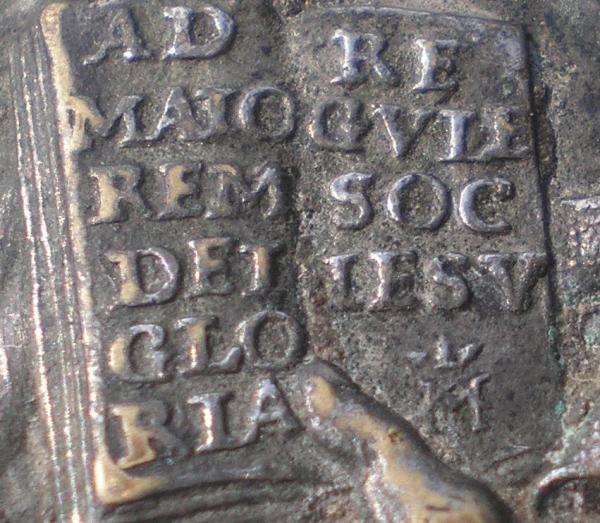 AD
MAIO
REM
DEI
GLO
RIA
RE
GVLE
SOC
IESV